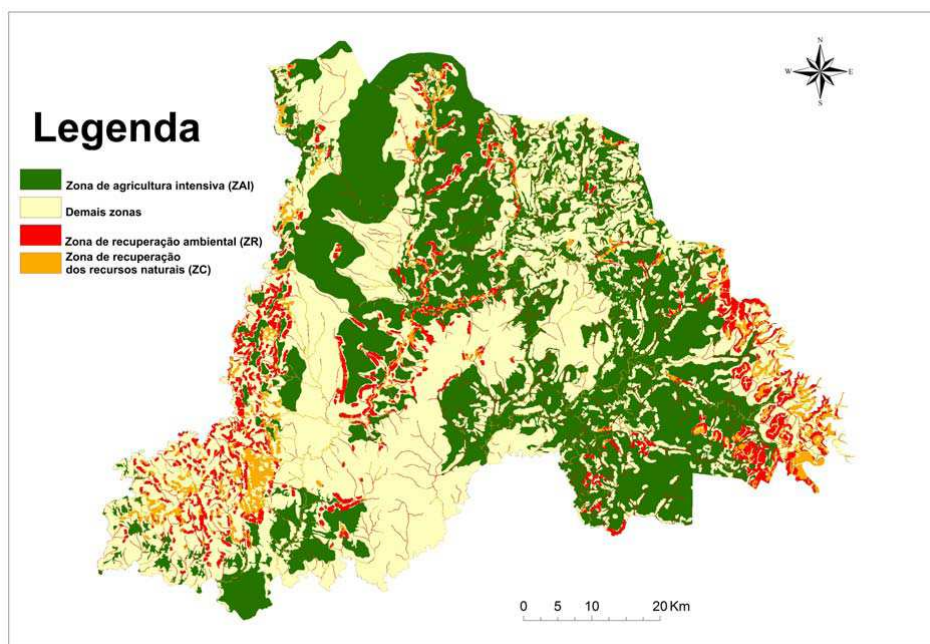 N
W E
S
Legenda
Zona de agricultura intensiva (ZAI)
Demais zonas
Zona de recuperação ambiental (ZR)
Zona de recuperação
dos recursos naturais (ZC)
0 5 10 20 Km